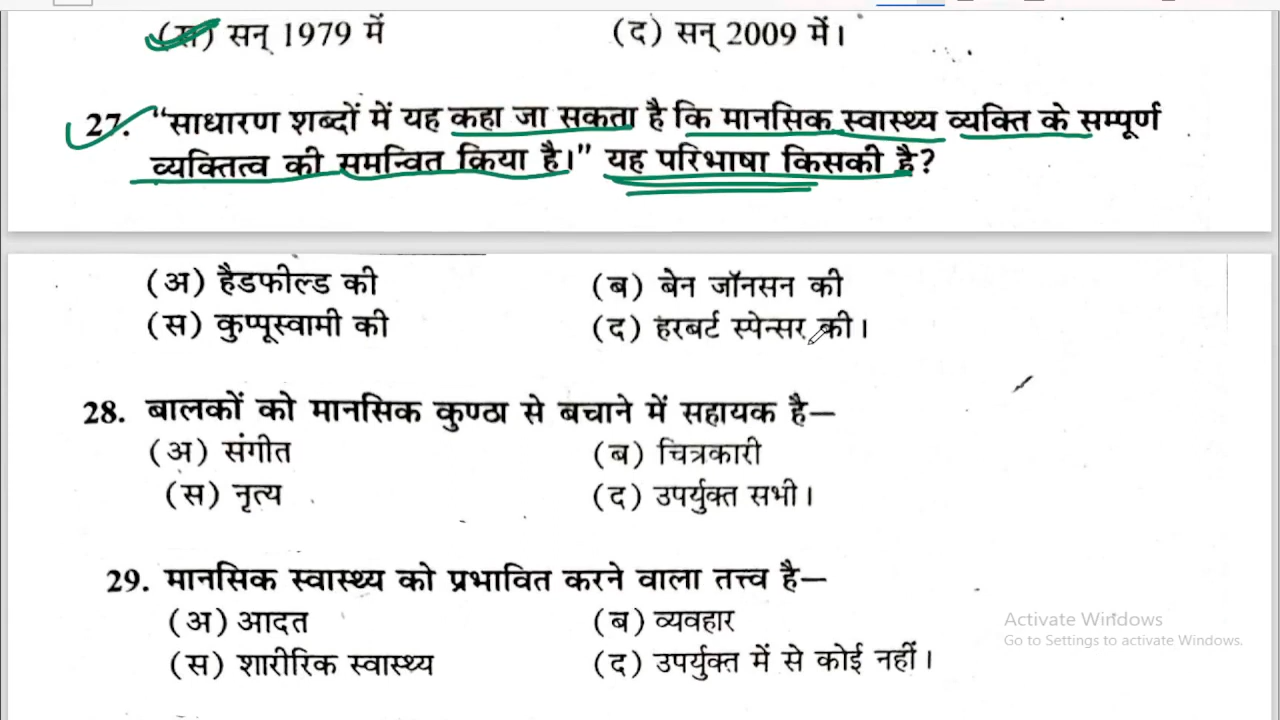 (स) सन् 1979 में (द) सन् 2009 में।
27. "साधारण शब्दों में यह कहा जा सकता है कि मानसिक स्वास्थ्य व्यक्ति के सम्पूर्ण
व्यक्तित्व की समन्वित क्रिया है।" यह परिभाषा किसकी है?
(अ) हैडफील्ड की (ब) बेन जॉनसन की
(स) कुप्पूस्वामी की (द) हरबर्ट स्पेन्सर की।
28. बालकों को मानसिक कुण्ठा से बचाने में सहायक है—
(अ) संगीत (ब) चित्रकारी
(स) नृत्य (द) उपर्युक्त सभी।
29. मानसिक स्वास्थ्य को प्रभावित करने वाला तत्त्व है—
(अ) आदत (ब) व्यवहार
(स) शारीरिक स्वास्थ्य (द) उपर्युक्त में से कोई नहीं।
Activate Windows
Go to Settings to activate Windows.